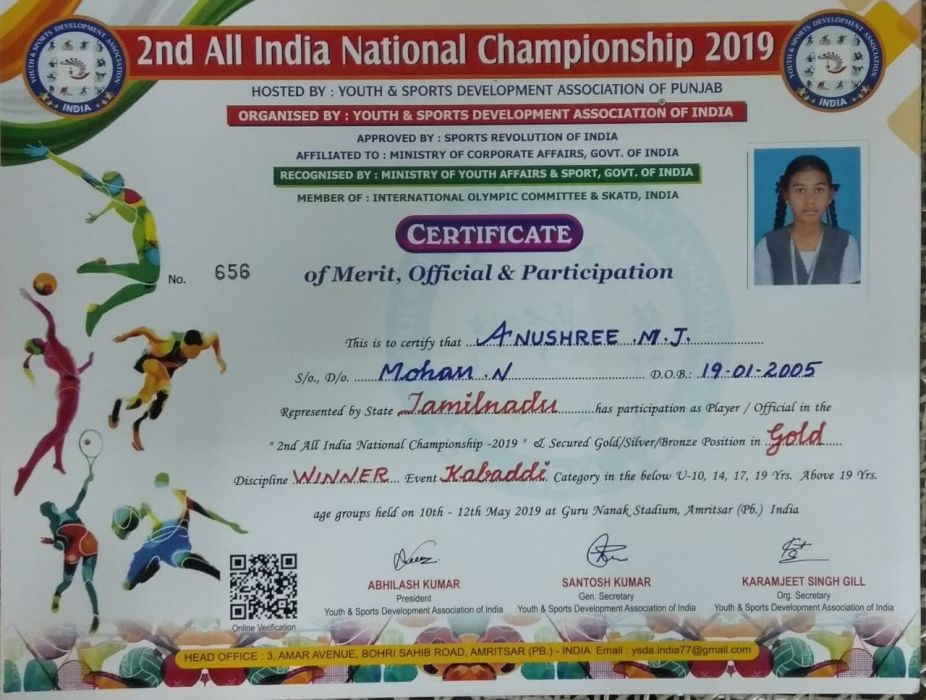 2nd All India National Championship 2019
YOUTH & SPORTS DEVELOPMENT ASSOCIATION
INDIA
YOUTH & SPORTS DEVELOPMENT ASSOCIATION
INDIA
HOSTED BY : YOUTH & SPORTS DEVELOPMENT ASSOCIATION OF PUNJAB
ORGANISED BY : YOUTH & SPORTS DEVELOPMENT ASSOCIATION OF INDIA
APPROVED BY : SPORTS REVOLUTION OF INDIA
AFFILIATED TO : MINISTRY OF CORPORATE AFFAIRS, GOVT. OF INDIA
RECOGNISED BY : MINISTRY OF YOUTH AFFAIRS & SPORT, GOVT. OF INDIA
MEMBER OF : INTERNATIONAL OLYMPIC COMMITTEE & SKATD, INDIA
CERTIFICATE
No. 656 of Merit, Official & Participation
This is to certify that ANUSHREE .M.J.
S/o., D/o. Mohan .N D.O.B.: 19-01-2005
Represented by State Tamilnadu has participation as Player / Official in the
" 2nd All India National Championship -2019 " & Secured Gold/Silver/Bronze Position in Gold
Discipline WINNER Event Kabaddi Category in the below U-10, 14, 17, 19 Yrs. Above 19 Yrs.
age groups held on 10th - 12th May 2019 at Guru Nanak Stadium, Amritsar (Pb.) India
ABHILASH KUMAR SANTOSH KUMAR KARAMJEET SINGH GILL
President Gen. Secretary Org. Secretary
Youth & Sports Development Association of India Youth & Sports Development Association of India Youth & Sports Development Association of India
Online Verification
HEAD OFFICE : 3, AMAR AVENUE, BOHRI SAHIB ROAD, AMRITSAR (PB.) - INDIA Email : ysda.india77@gmail.com